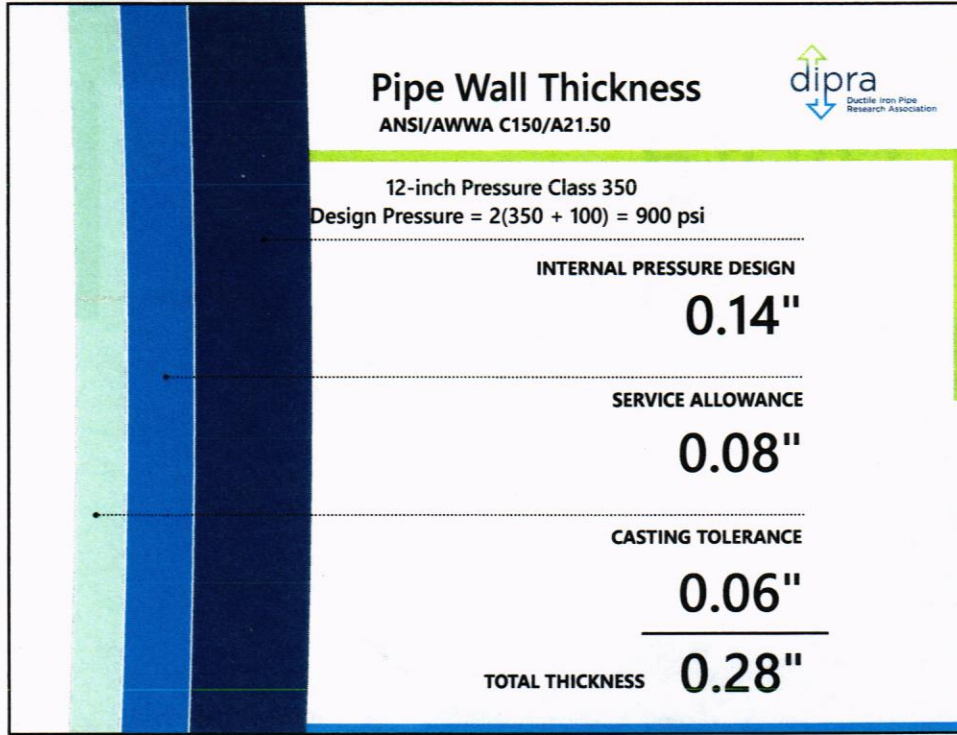 Pipe Wall Thickness
ANSI/AWWA C150/A21.50
dipra
Ductile Iron Pipe
Research Association
12-inch Pressure Class 350
Design Pressure = 2(350 + 100) = 900 psi
INTERNAL PRESSURE DESIGN
0.14"
SERVICE ALLOWANCE
0.08"
CASTING TOLERANCE
0.06"
TOTAL THICKNESS 0.28"